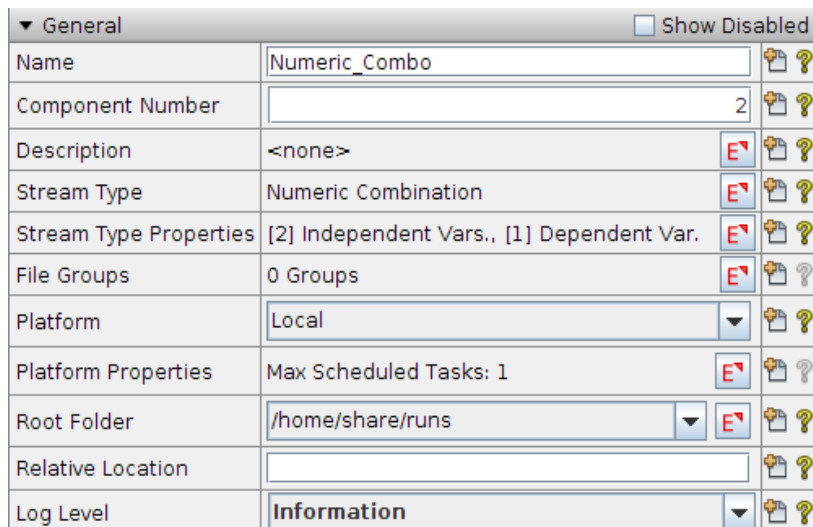 ▼ General Show Disabled
Name Numeric_Combo
Component Number 2
Description <none> E
Stream Type Numeric Combination E
Stream Type Properties [2] Independent Vars., [1] Dependent Var. E
File Groups 0 Groups E
Platform Local
Platform Properties Max Scheduled Tasks: 1 E
Root Folder /home/share/runs E
Relative Location
Log Level Information